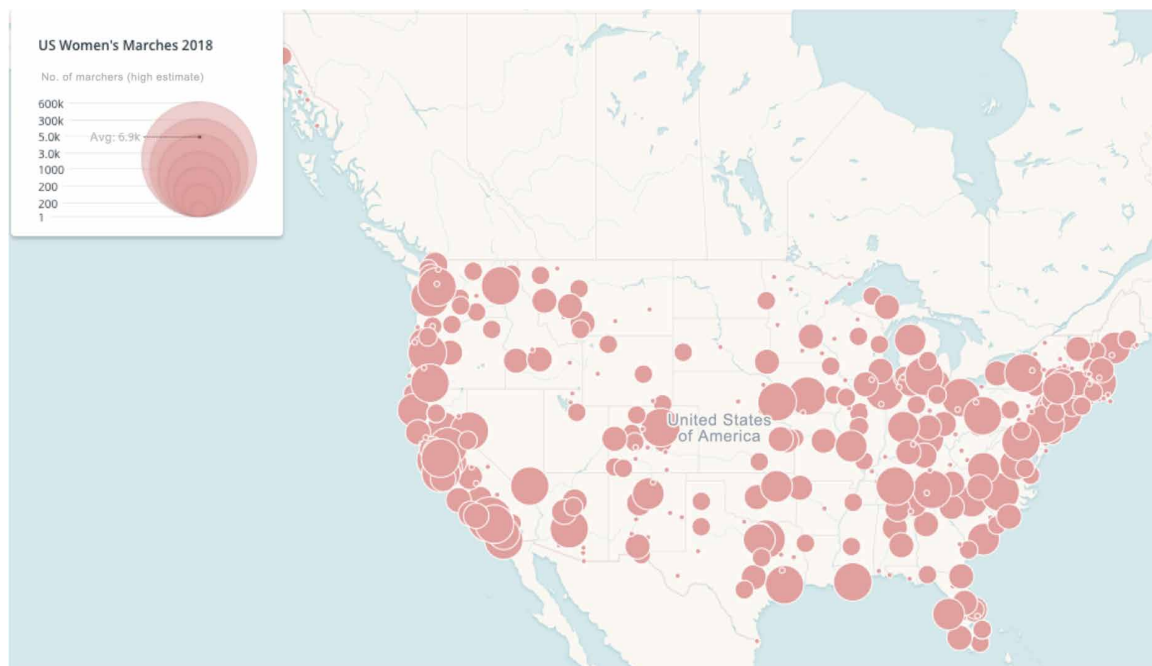 US Women's Marches 2018
No. of marchers (high estimate)
600k
300k
5.0k
Avg: 6.9k
3.0k
1000
200
200
1
United States
of America